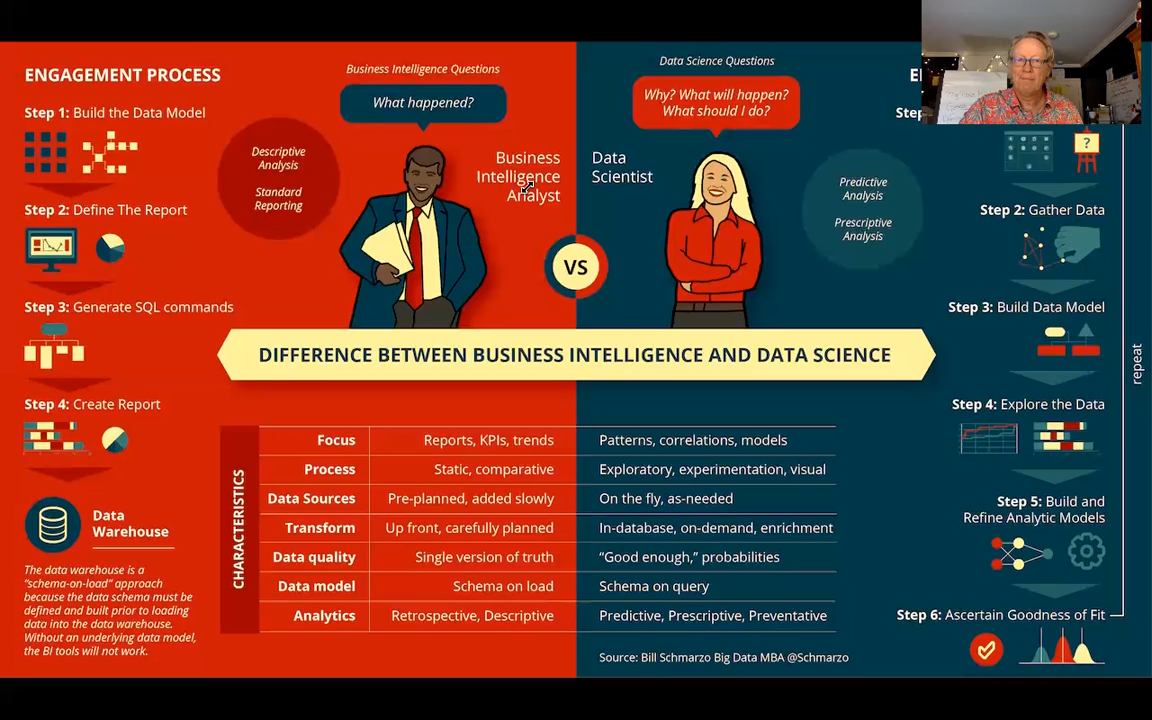 ENGAGEMENT PROCESS
Step 1: Build the Data Model
Step 2: Define The Report
Step 3: Generate SQL commands
Step 4: Create Report
Data
Warehouse
The data warehouse is a
"schema-on-load" approach
because the data schema must be
defined and built prior to loading
data into the data warehouse.
Without an underlying data model,
the BI tools will not work.
Business Intelligence Questions
What happened?
Descriptive
Analysis
Standard
Reporting
Business
Intelligence
Analyst
VS
Data Science Questions
Why? What will happen?
What should I do?
Data
Scientist
Predictive
Analysis
Prescriptive
Analysis
DIFFERENCE BETWEEN BUSINESS INTELLIGENCE AND DATA SCIENCE
CHARACTERISTICS
Focus Reports, KPIs, trends Patterns, correlations, models
Process Static, comparative Exploratory, experimentation, visual
Data Sources Pre-planned, added slowly On the fly, as-needed
Transform Up front, carefully planned In-database, on-demand, enrichment
Data quality Single version of truth “Good enough,” probabilities
Data model Schema on load Schema on query
Analytics Retrospective, Descriptive Predictive, Prescriptive, Preventative
Source: Bill Schmarzo Big Data MBA @Schmarzo
?
Step 2: Gather Data
Step 3: Build Data Model
Step 4: Explore the Data
Step 5: Build and
Refine Analytic Models
Step 6: Ascertain Goodness of Fit
repeat